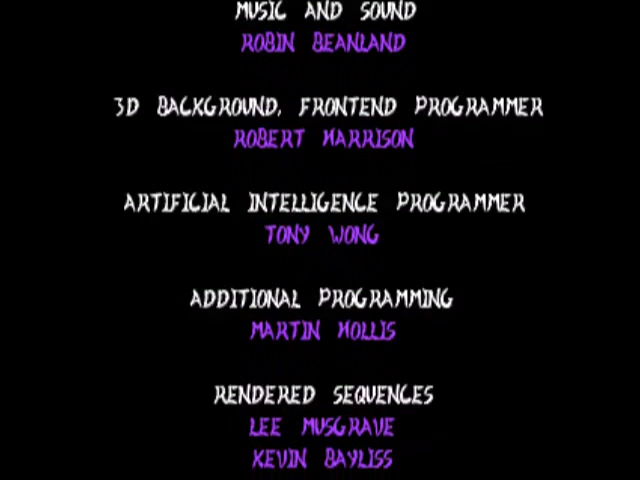 MUSIC AND SOUND
ROBIN BEANLAND
3D BACKGROUND, FRONTEND PROGRAMMER
ROBERT HARRISON
ARTIFICIAL INTELLIGENCE PROGRAMMER
TONY WONG
ADDITIONAL PROGRAMMING
MARTIN HOLLIS
RENDERED SEQUENCES
LEE MUSGRAVE
KEVIN BAYLISS